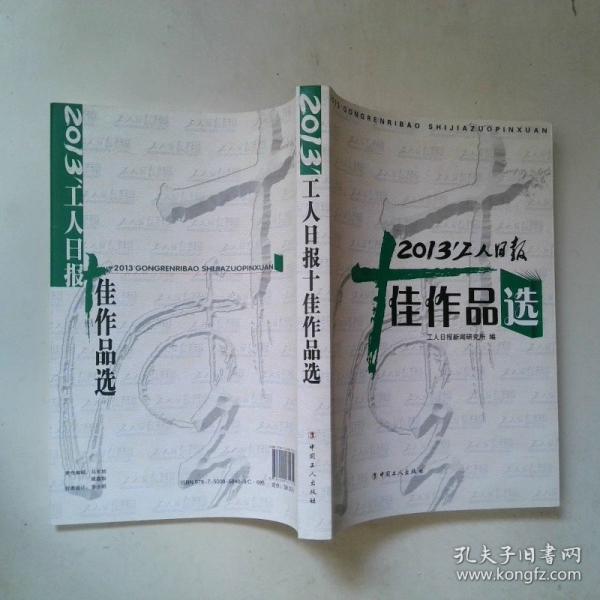 2013'GONGRENRIBAO SHIJIAZUOPINXUAN
2013'工人日报
十佳作品选
工人日报新闻研究所 编
中国工人出版社
2013'工人日报十佳作品选
中国工人出版社
2013'工人日报
十佳作品选
2013'GONGRENRIBAO SHIJIAZUOPINXUAN
孔夫子旧书网
www.kongfz.com